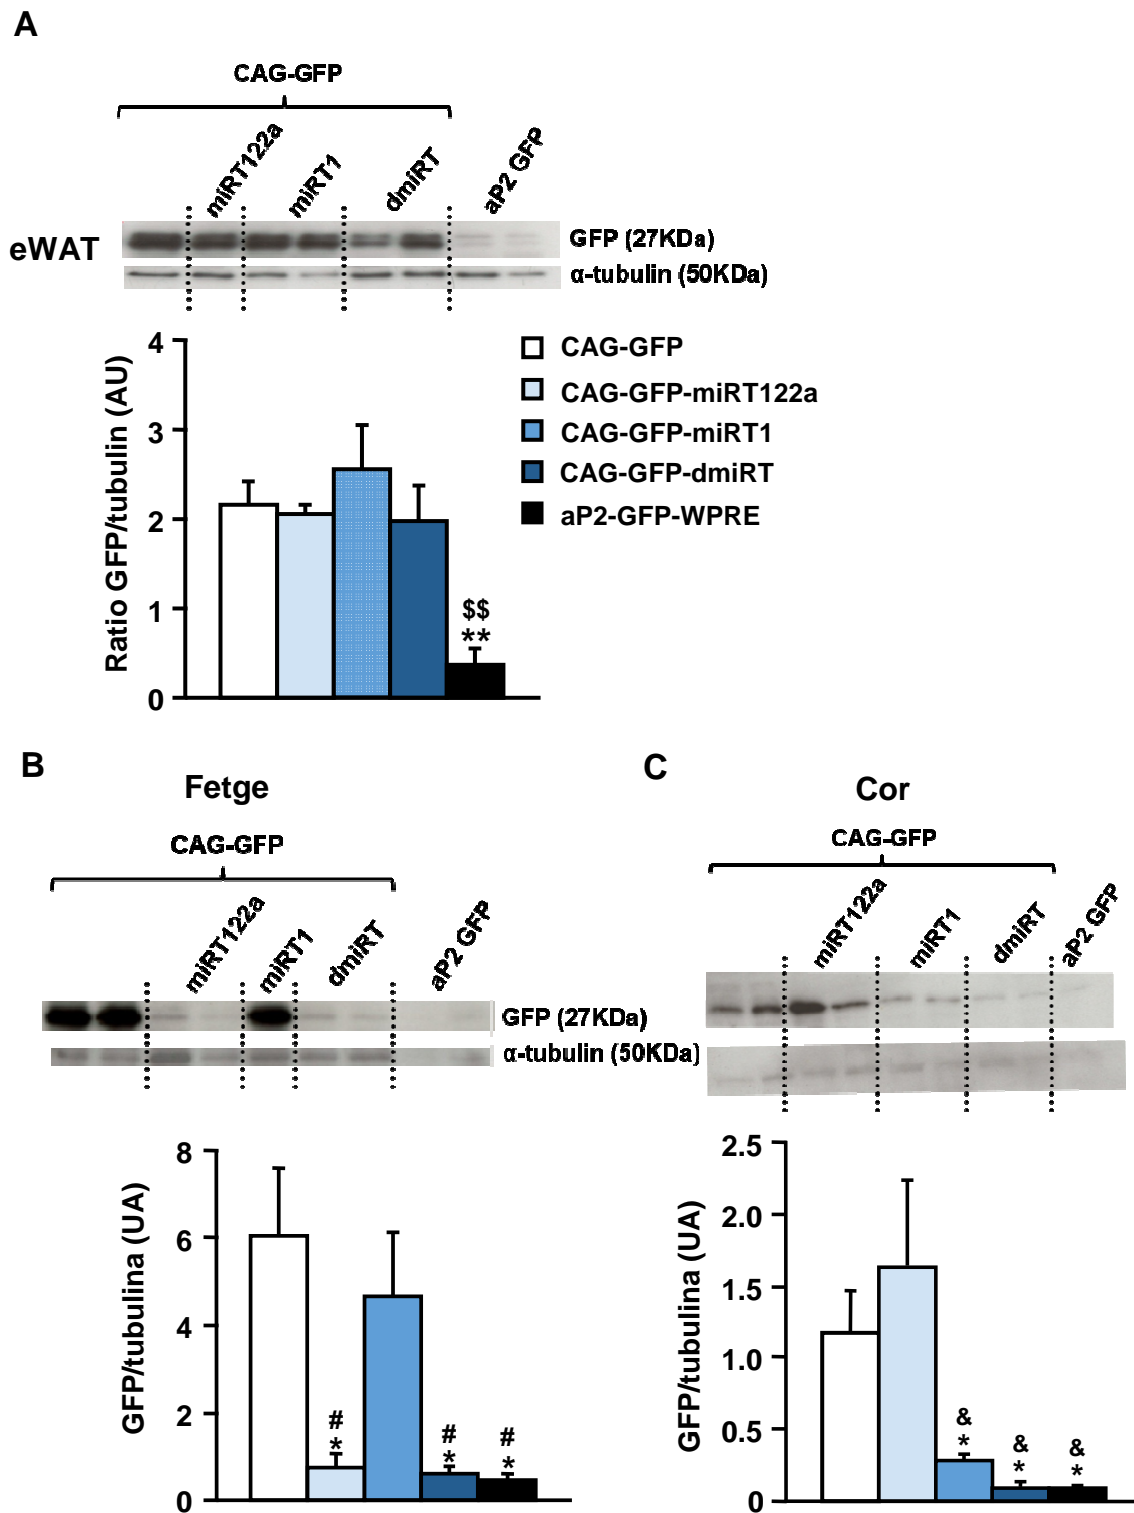 A
CAG-GFP
miRT122a
miRT1
dmiRT
aP2 GFP
eWAT
GFP (27KDa)
α-tubulin (50KDa)
Ratio GFP/tubulin (AU)
4
3
2
1
0
$$
**
CAG-GFP
CAG-GFP-miRT122a
CAG-GFP-miRT1
CAG-GFP-dmiRT
aP2-GFP-WPRE
B
Fetge
CAG-GFP
miRT122a
miRT1
dmiRT
aP2 GFP
GFP (27KDa)
α-tubulin (50KDa)
GFP/tubulina (UA)
8
6
4
2
0
#
*
#
*
#
*
C
Cor
CAG-GFP
miRT122a
miRT1
dmiRT
aP2 GFP
GFP/tubulina (UA)
2.5
2.0
1.5
1.0
0.5
0
&
*
&
*
&
*